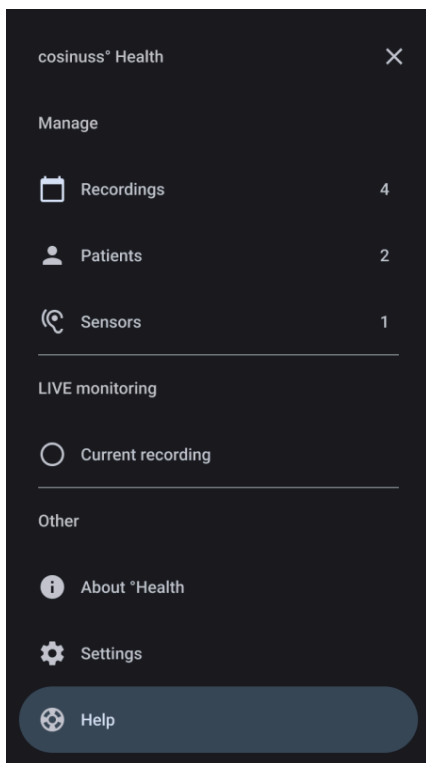 cosinuss° Health
Manage
Recordings 4
Patients 2
Sensors 1
LIVE monitoring
Current recording
Other
About °Health
Settings
Help